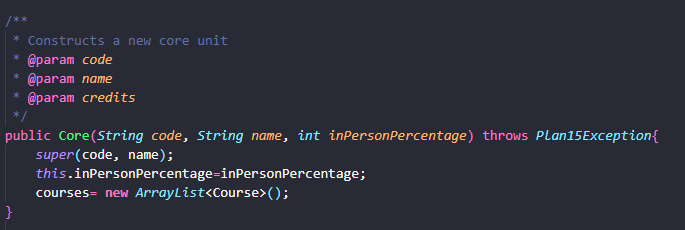 /**
 * Constructs a new core unit
 * @param code
 * @param name
 * @param credits
 */
public Core(String code, String name, int inPersonPercentage) throws Plan15Exception{
    super(code, name);
    this.inPersonPercentage=inPersonPercentage;
    courses= new ArrayList<Course>();
}